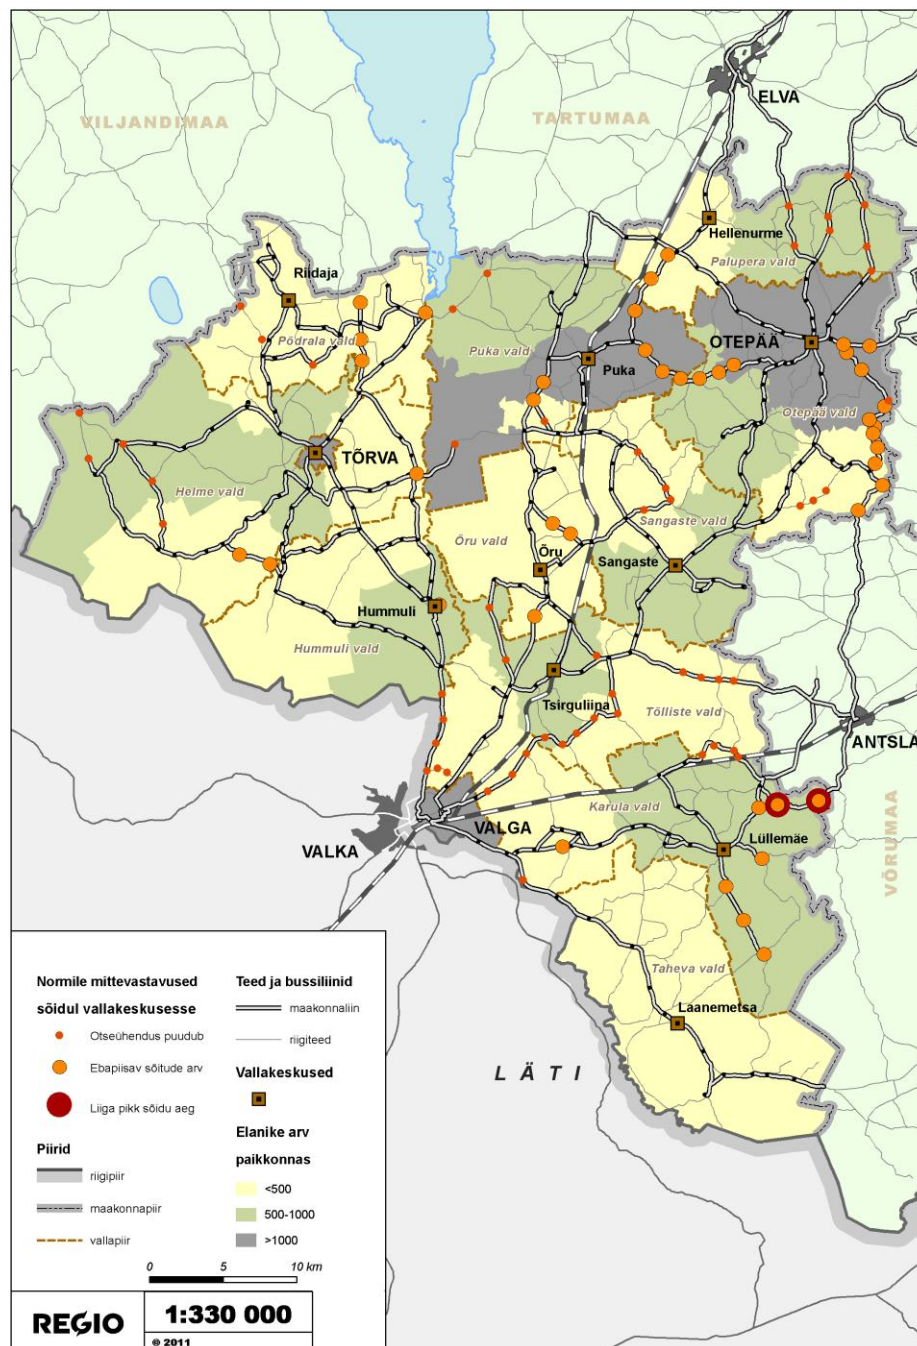 ELVA
VILJANDIMAA
TARTUMAA
Hellenurme
Palupera vald
Riidaja
Põdrala vald
Puka vald
OTEPÄÄ
Puka
Otepää vald
TÕRVA
Helme vald
Sangaste vald
Õru vald
Õru
Sangaste
Hummuli
Hummuli vald
Tsirguliina
Tõlliste vald
ANTSLA
Karula vald
VALKA
VALGA
Lüllemäe
VÕRUMAA
Taheva vald
Laanemetsa
LÄTI
Normile mittevastavused
sõidul vallakeskusesse
Otseühendus puudub
Ebapiisav sõitude arv
Liiga pikk sõidu aeg
Piirid
riigipiir
maakonnapiir
vallapiir
Teed ja bussiliinid
maakonnaliin
riigiteed
Vallakeskused
Elanike arv
paikkonnas
<500
500-1000
>1000
0 5 10 km
REGIO
1:330 000
© 2011